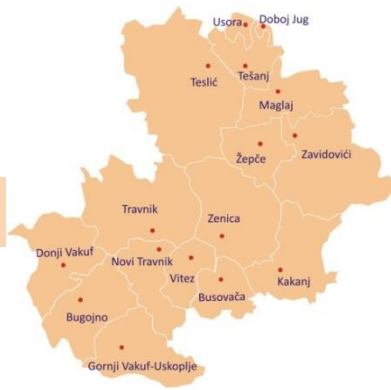 Usora
Doboj Jug
Teslić
Tešanj
Maglaj
Žepče
Zavidovići
Travnik
Zenica
Donji Vakuf
Novi Travnik
Vitez
Kakanj
Busovača
Bugojno
Gornji Vakuf-Uskoplje